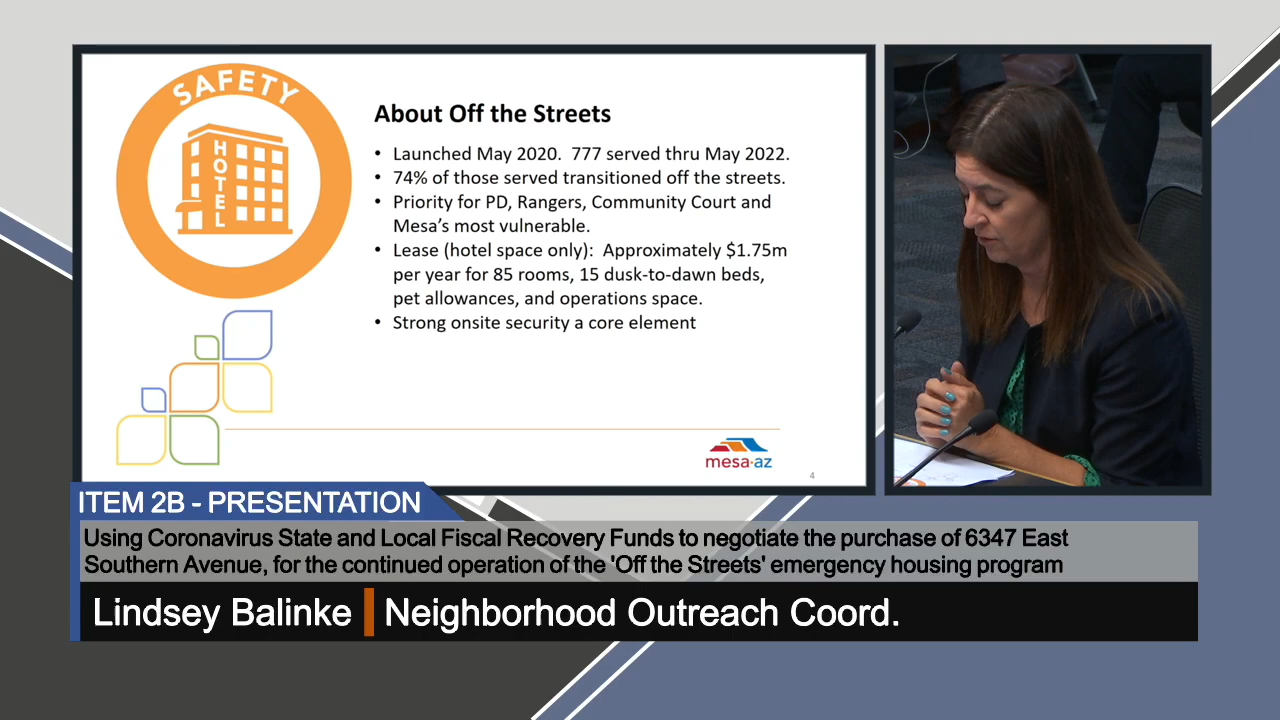 SAFETY
HOTEL
About Off the Streets
• Launched May 2020. 777 served thru May 2022.
• 74% of those served transitioned off the streets.
• Priority for PD, Rangers, Community Court and
Mesa's most vulnerable.
• Lease (hotel space only): Approximately $1.75m
per year for 85 rooms, 15 dusk-to-dawn beds,
pet allowances, and operations space.
• Strong onsite security a core element
mesa·az
4
ITEM 2B - PRESENTATION
Using Coronavirus State and Local Fiscal Recovery Funds to negotiate the purchase of 6347 East
Southern Avenue, for the continued operation of the 'Off the Streets' emergency housing program
Lindsey Balinke | Neighborhood Outreach Coord.